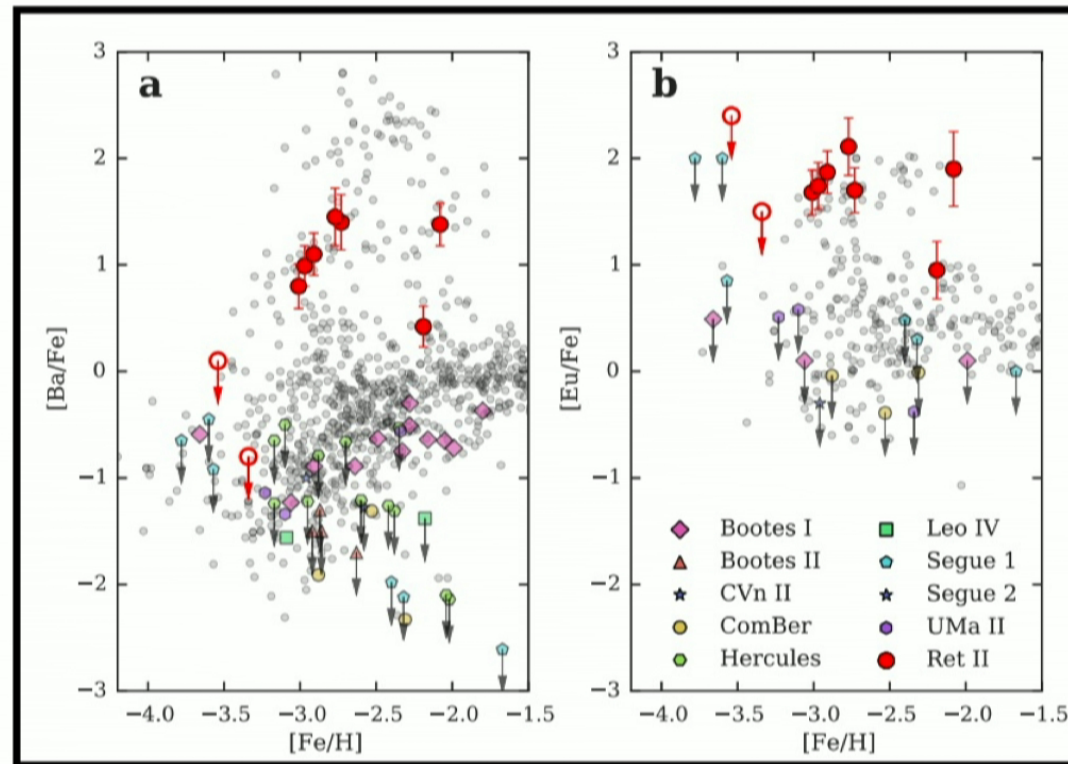 a
b
3
2
1
0
−1
−2
−3
[Ba/Fe]
−4.0 −3.5 −3.0 −2.5 −2.0 −1.5
[Fe/H]
3
2
1
0
−1
−2
−3
[Eu/Fe]
−4.0 −3.5 −3.0 −2.5 −2.0 −1.5
[Fe/H]
Bootes I
Bootes II
CVn II
ComBer
Hercules
Leo IV
Segue 1
Segue 2
UMa II
Ret II